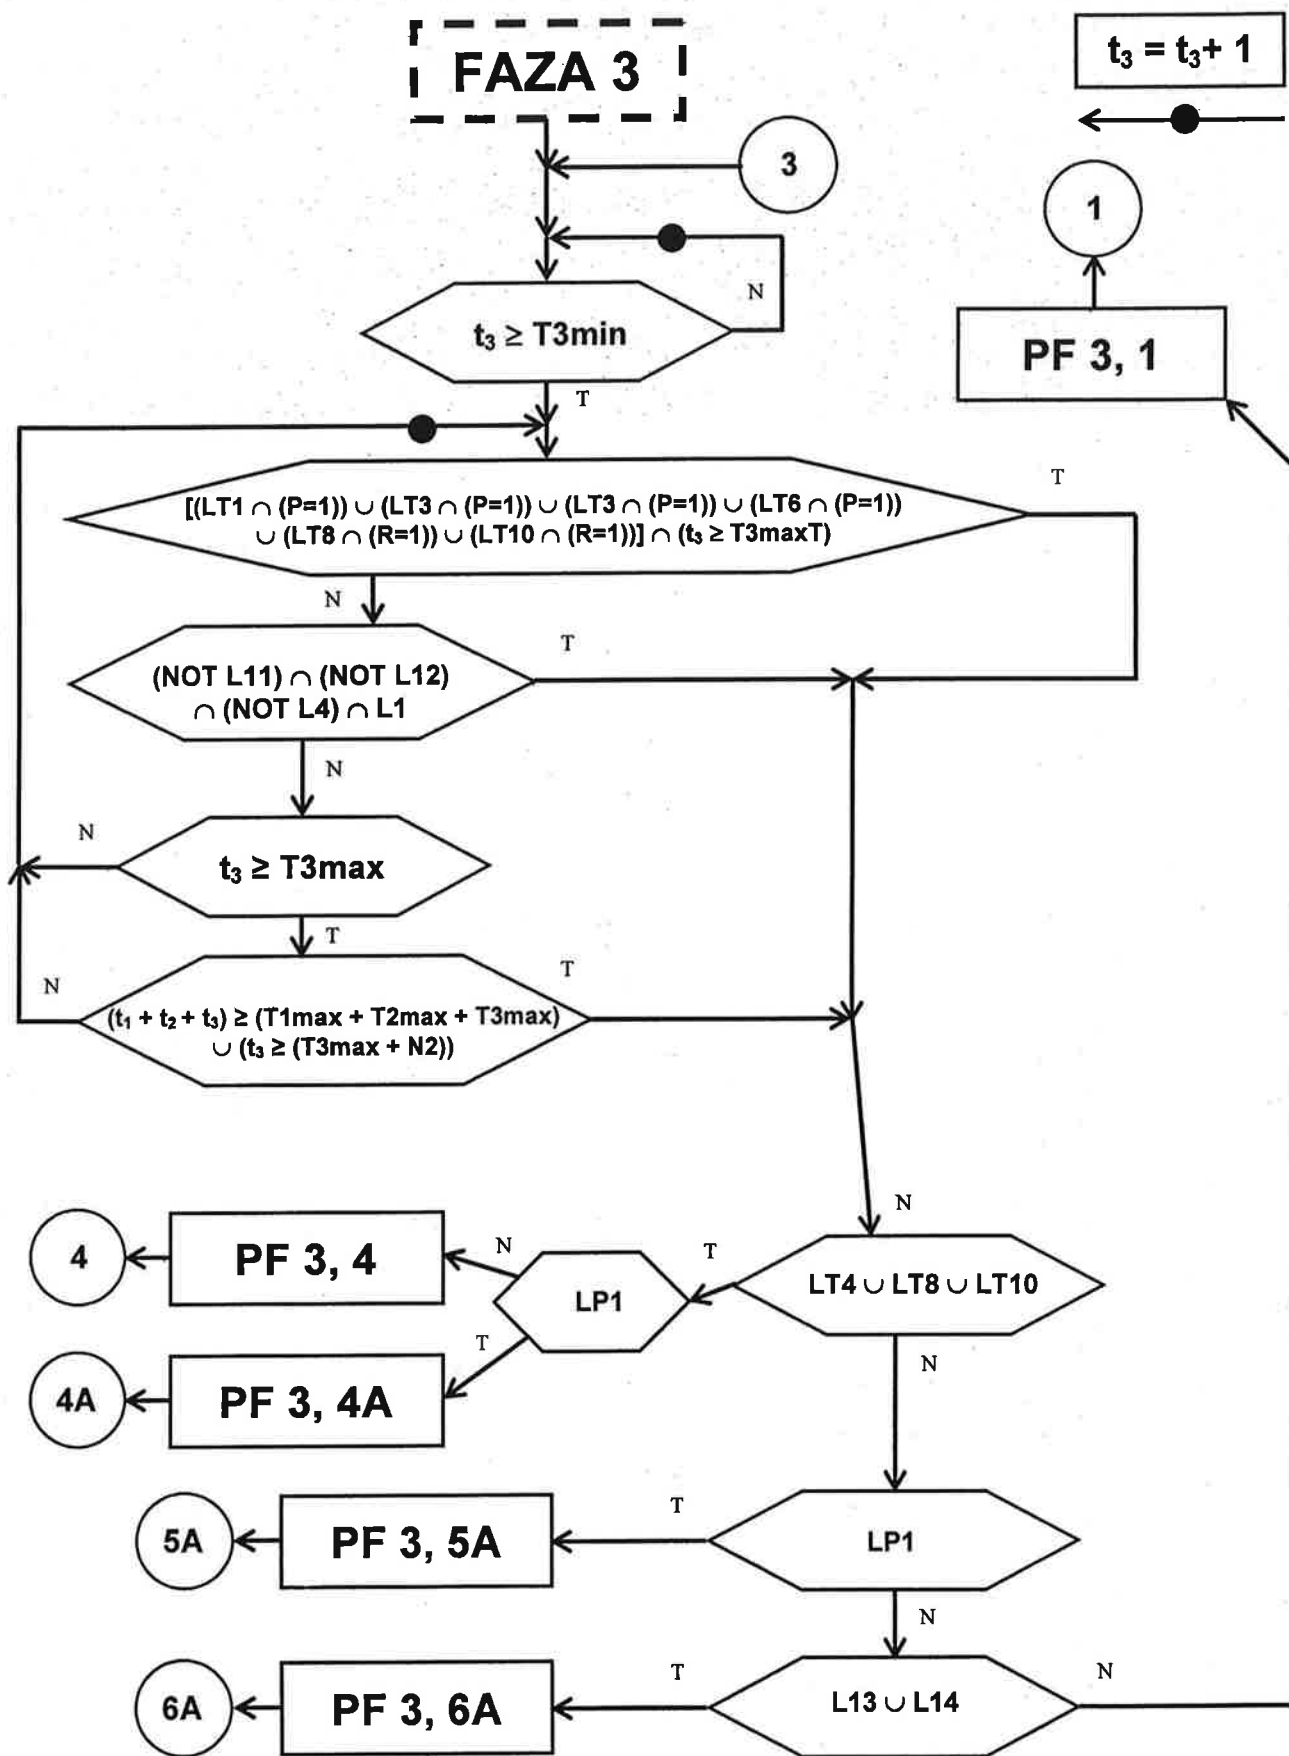 FAZA 3
t₃ = t₃+ 1
3
1
N
t₃ ≥ T3min
PF 3, 1
T
T
[(LT1 ∩ (P=1)) ∪ (LT3 ∩ (P=1)) ∪ (LT3 ∩ (P=1)) ∪ (LT6 ∩ (P=1))
∪ (LT8 ∩ (R=1)) ∪ (LT10 ∩ (R=1))] ∩ (t₃ ≥ T3maxT)
N
T
(NOT L11) ∩ (NOT L12)
∩ (NOT L4) ∩ L1
N
N
t₃ ≥ T3max
T
N
T
(t₁ + t₂ + t₃) ≥ (T1max + T2max + T3max)
∪ (t₃ ≥ (T3max + N2))
N
4
PF 3, 4
N
T
LP1
LT4 ∪ LT8 ∪ LT10
T
N
4A
PF 3, 4A
T
5A
PF 3, 5A
LP1
N
T
N
6A
PF 3, 6A
L13 ∪ L14